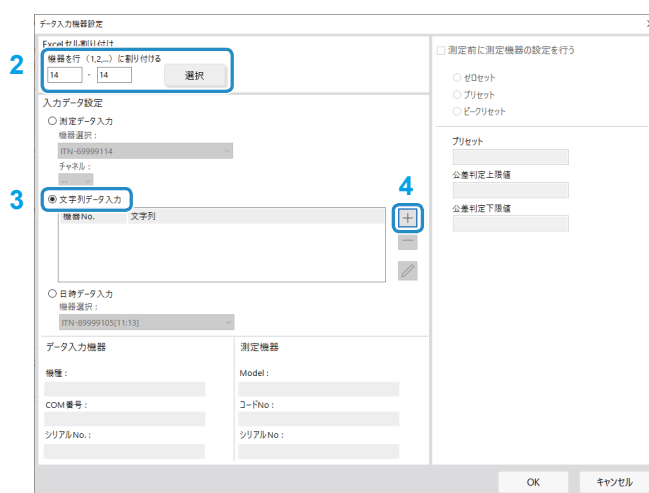 データ入力機器設定
Excelセル割り付け
2
機器を行（1,2,...）に割り付ける
14 - 14 選択
入力データ設定
測定データ入力
機器選択：
ITN-69999114
チャネル：
--
3
文字列データ入力
4
機器No. 文字列
日時データ入力
機器選択：
ITN-89999105[11:13]
データ入力機器
機種：
COM番号：
シリアルNo.：
測定機器
Model：
コードNo：
シリアルNo：
測定前に測定機器の設定を行う
ゼロセット
プリセット
ピークリセット
プリセット
公差判定上限値
公差判定下限値
OK キャンセル